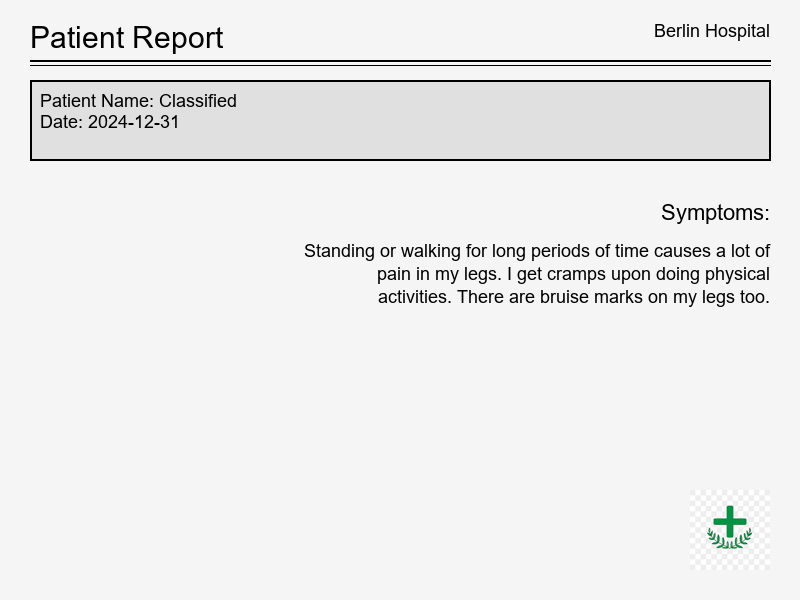 Patient Report
Berlin Hospital
Patient Name: Classified
Date: 2024-12-31
Symptoms:
Standing or walking for long periods of time causes a lot of
pain in my legs. I get cramps upon doing physical
activities. There are bruise marks on my legs too.